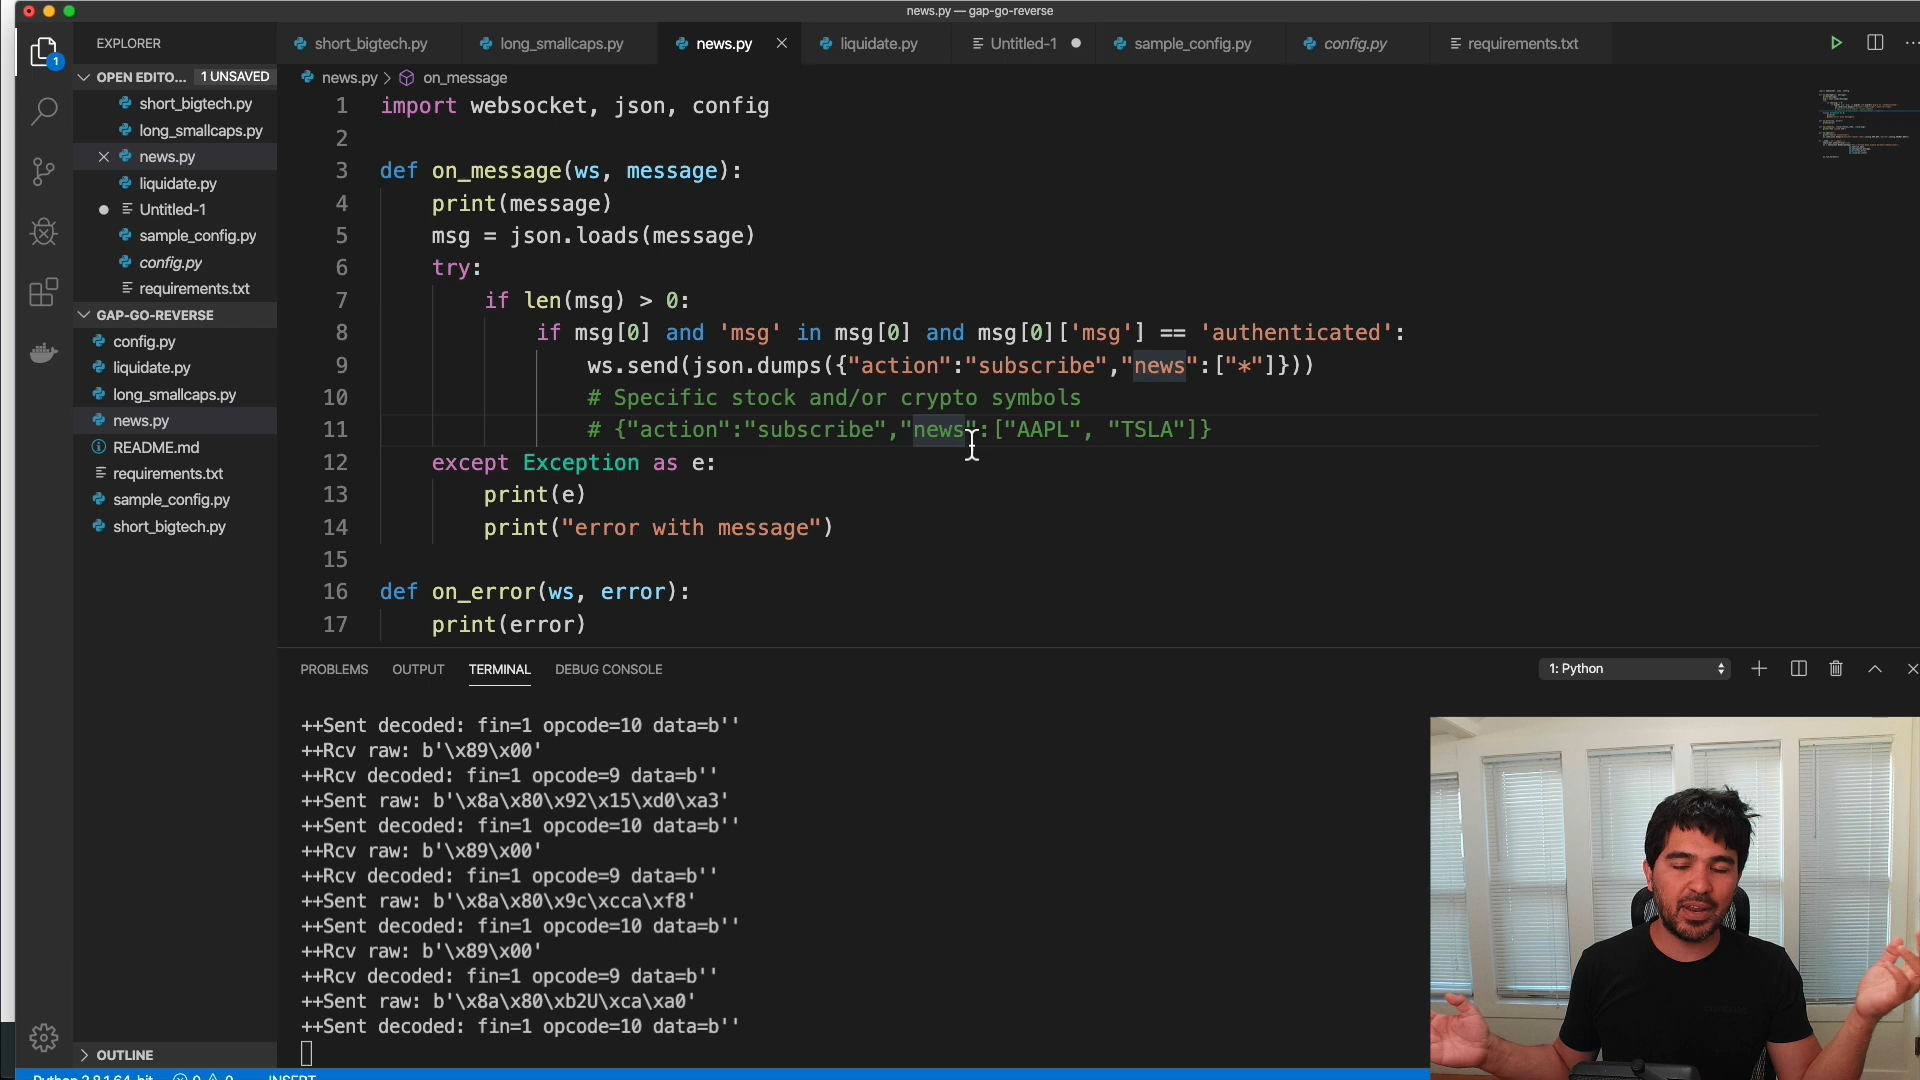 news.py — gap-go-reverse
EXPLORER
short_bigtech.py
long_smallcaps.py
news.py
liquidate.py
Untitled-1
sample_config.py
config.py
requirements.txt
OPEN EDITO... 1 UNSAVED
short_bigtech.py
long_smallcaps.py
news.py
liquidate.py
Untitled-1
sample_config.py
config.py
requirements.txt
GAP-GO-REVERSE
config.py
liquidate.py
long_smallcaps.py
news.py
README.md
requirements.txt
sample_config.py
short_bigtech.py
OUTLINE
1
news.py > on_message
1 import websocket, json, config
2
3 def on_message(ws, message):
4 print(message)
5 msg = json.loads(message)
6 try:
7 if len(msg) > 0:
8 if msg[0] and 'msg' in msg[0] and msg[0]['msg'] == 'authenticated':
9 ws.send(json.dumps({"action":"subscribe","news":["*"]}))
10 # Specific stock and/or crypto symbols
11 # {"action":"subscribe","news":["AAPL", "TSLA"]}
12 except Exception as e:
13 print(e)
14 print("error with message")
15
16 def on_error(ws, error):
17 print(error)
PROBLEMS OUTPUT TERMINAL DEBUG CONSOLE
1: Python
++Sent decoded: fin=1 opcode=10 data=b''
++Rcv raw: b'\x89\x00'
++Rcv decoded: fin=1 opcode=9 data=b''
++Sent raw: b'\x8a\x80\x92\x15\xd0\xa3'
++Sent decoded: fin=1 opcode=10 data=b''
++Rcv raw: b'\x89\x00'
++Rcv decoded: fin=1 opcode=9 data=b''
++Sent raw: b'\x8a\x80\x9c\xcca\xf8'
++Sent decoded: fin=1 opcode=10 data=b''
++Rcv raw: b'\x89\x00'
++Rcv decoded: fin=1 opcode=9 data=b''
++Sent raw: b'\x8a\x80\xb2U\xca\xa0'
++Sent decoded: fin=1 opcode=10 data=b''